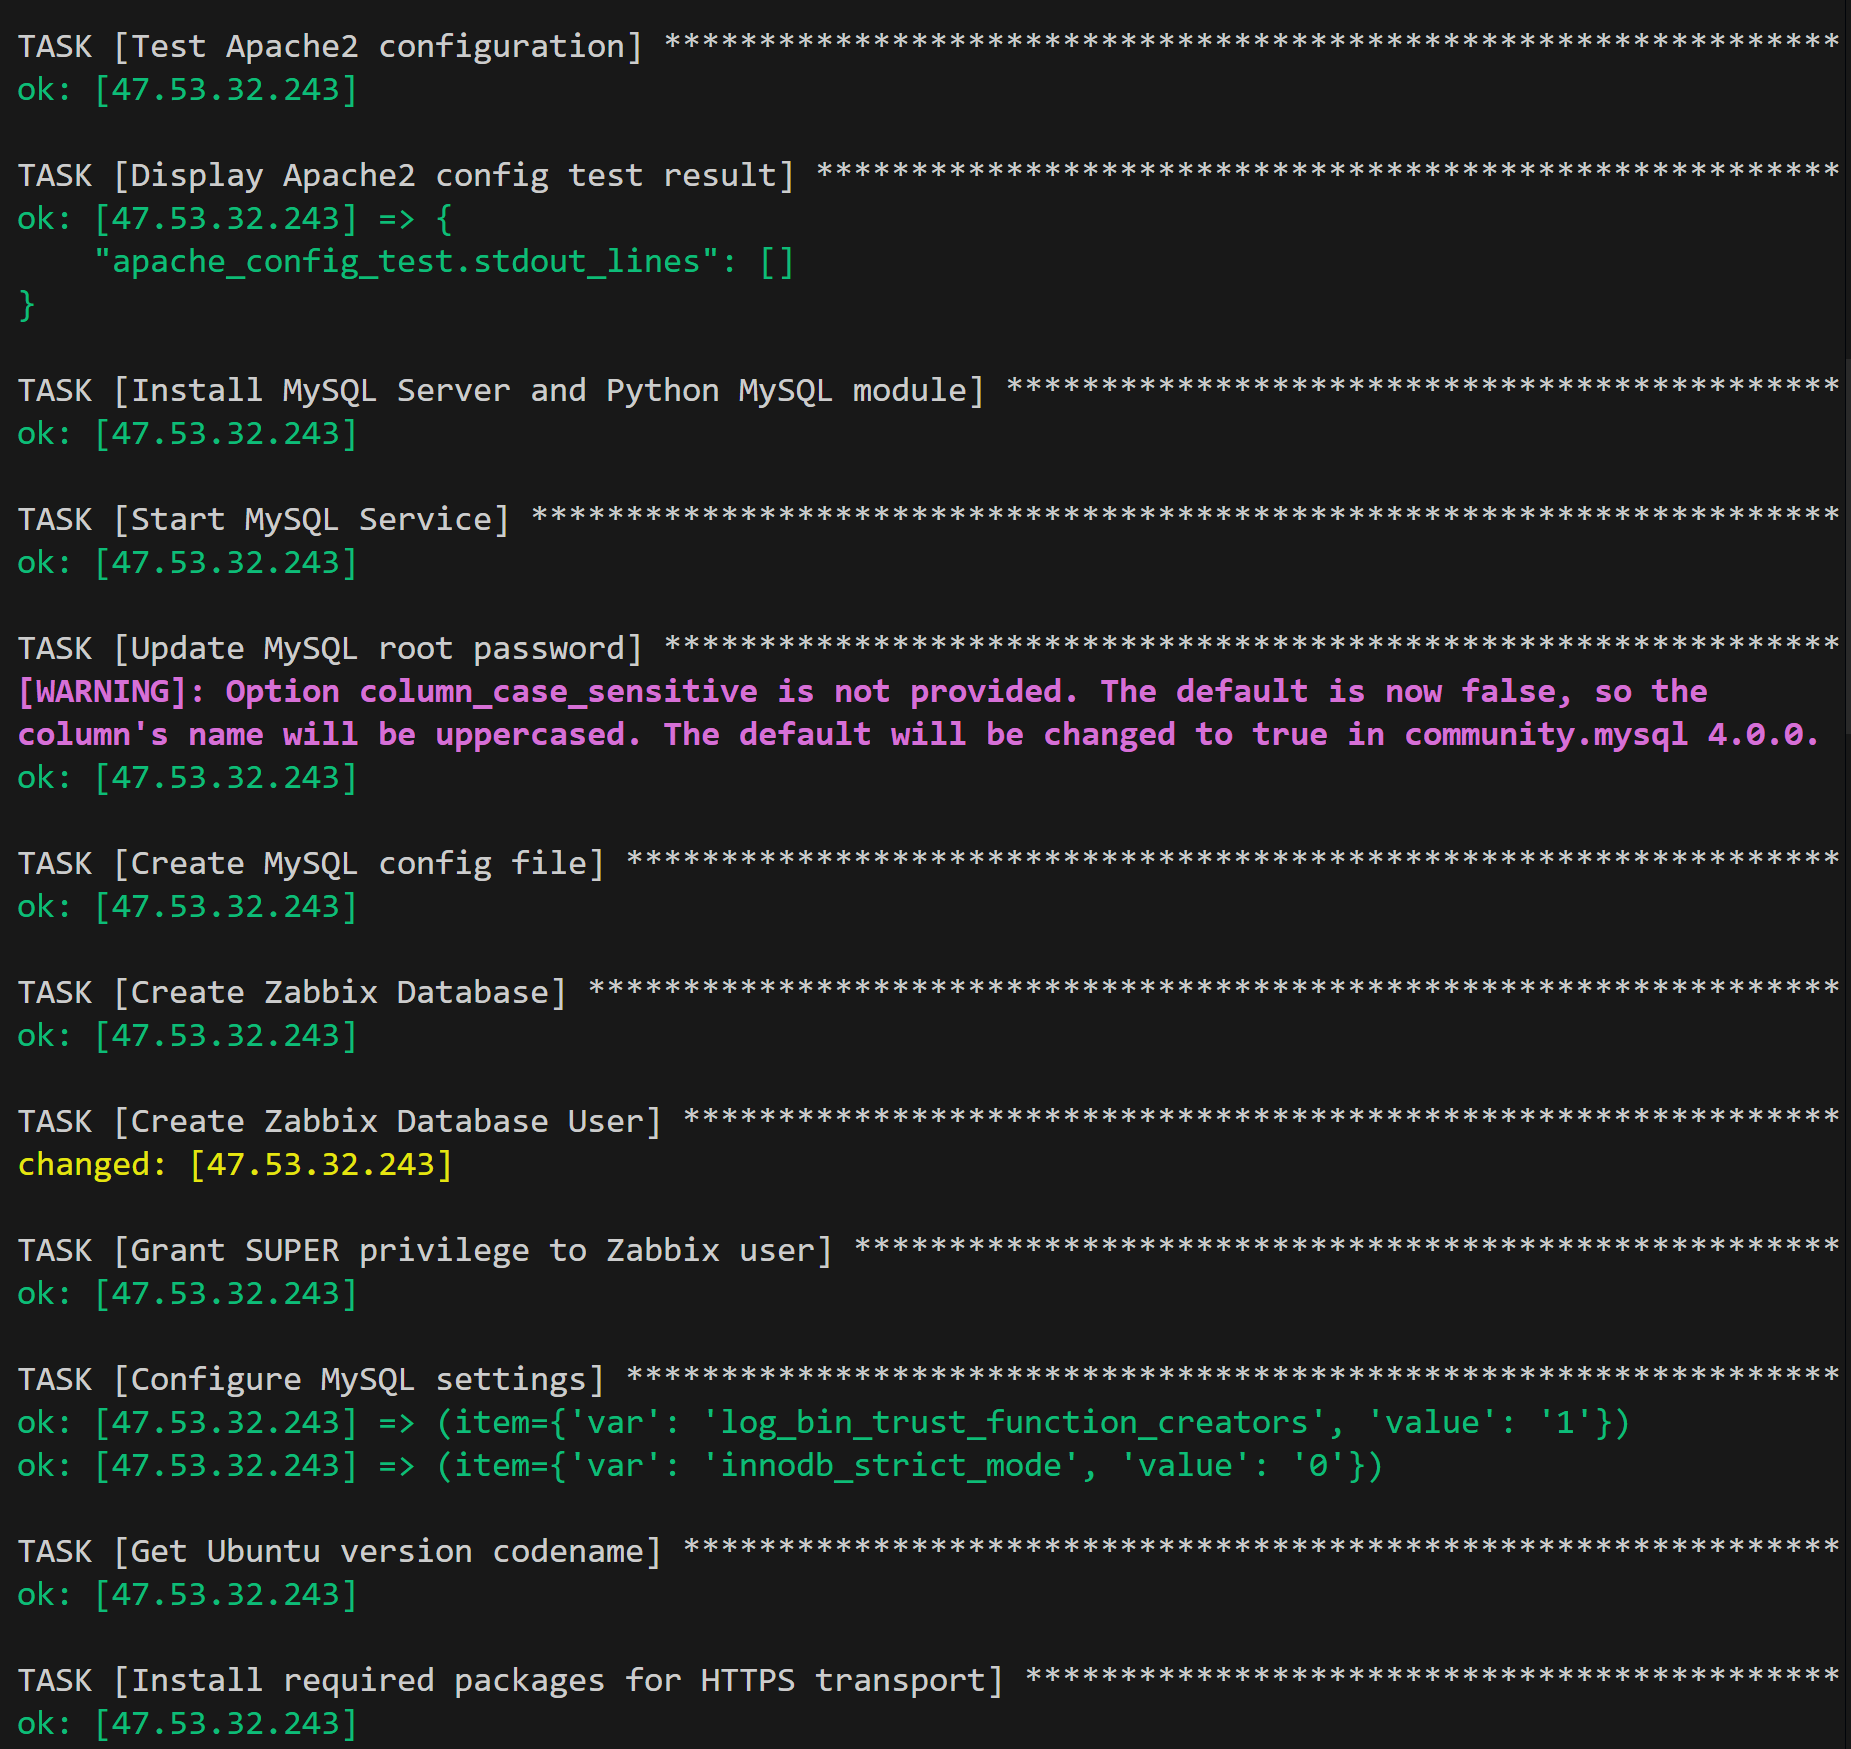 TASK [Test Apache2 configuration] **************************************************************
ok: [47.53.32.243]
TASK [Display Apache2 config test result] ******************************************************
ok: [47.53.32.243] => {
    "apache_config_test.stdout_lines": []
}
TASK [Install MySQL Server and Python MySQL module] ********************************************
ok: [47.53.32.243]
TASK [Start MySQL Service] *********************************************************************
ok: [47.53.32.243]
TASK [Update MySQL root password] **************************************************************
[WARNING]: Option column_case_sensitive is not provided. The default is now false, so the
column's name will be uppercased. The default will be changed to true in community.mysql 4.0.0.
ok: [47.53.32.243]
TASK [Create MySQL config file] ****************************************************************
ok: [47.53.32.243]
TASK [Create Zabbix Database] ******************************************************************
ok: [47.53.32.243]
TASK [Create Zabbix Database User] *************************************************************
changed: [47.53.32.243]
TASK [Grant SUPER privilege to Zabbix user] ****************************************************
ok: [47.53.32.243]
TASK [Configure MySQL settings] ****************************************************************
ok: [47.53.32.243] => (item={'var': 'log_bin_trust_function_creators', 'value': '1'})
ok: [47.53.32.243] => (item={'var': 'innodb_strict_mode', 'value': '0'})
TASK [Get Ubuntu version codename] *************************************************************
ok: [47.53.32.243]
TASK [Install required packages for HTTPS transport] *******************************************
ok: [47.53.32.243]